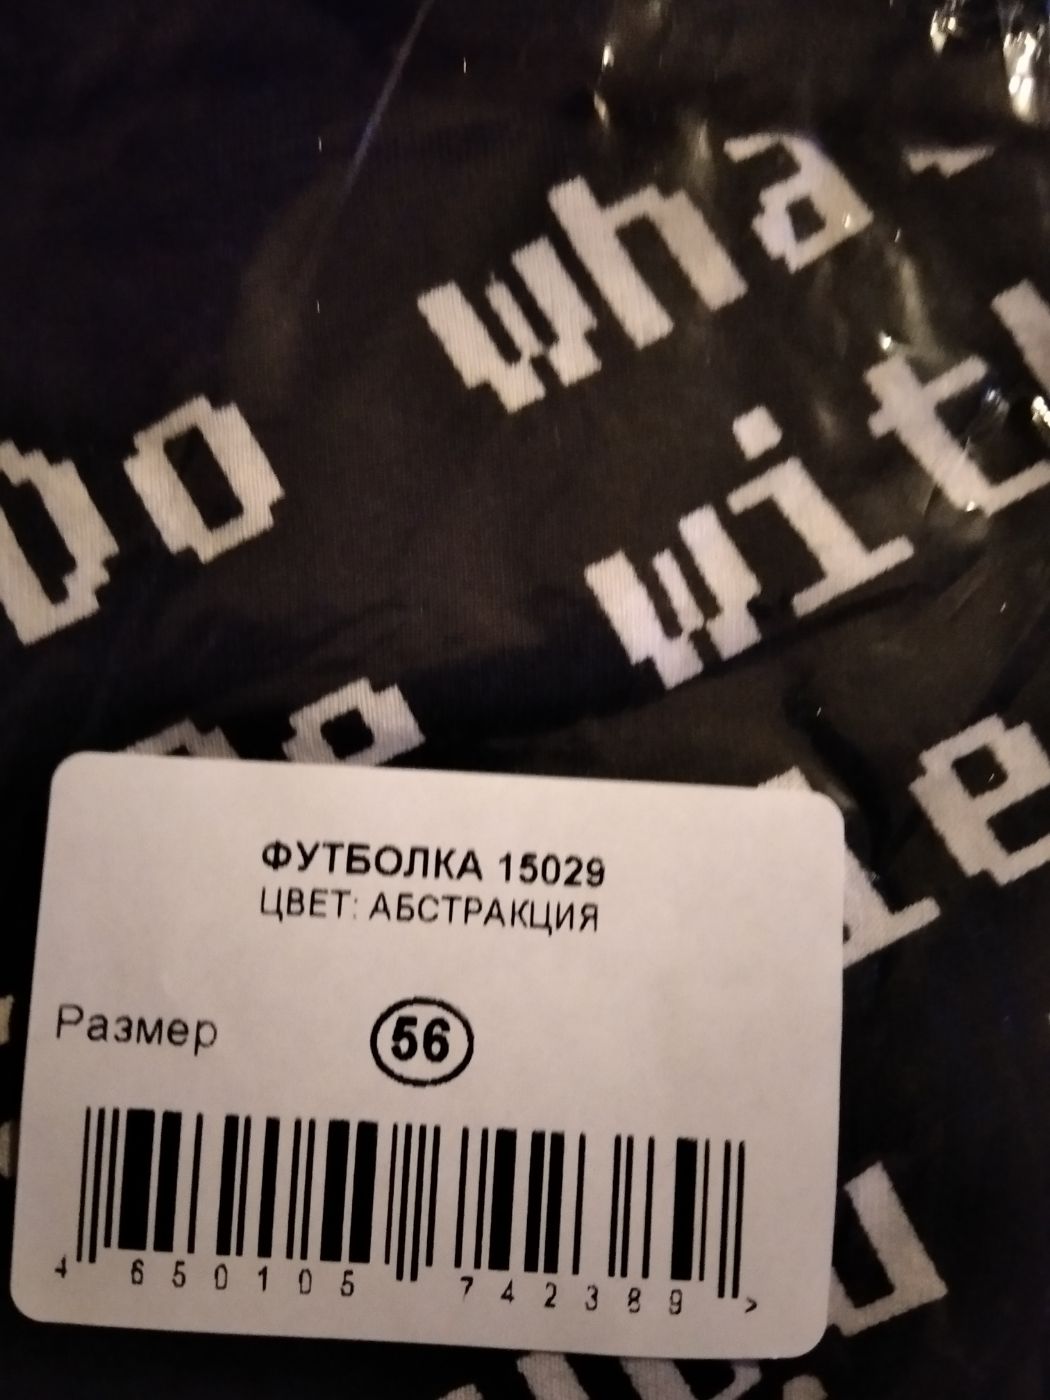 Do wha
with
ФУТБОЛКА 15029
ЦВЕТ: АБСТРАКЦИЯ
Размер 56
4 650105 742389 >